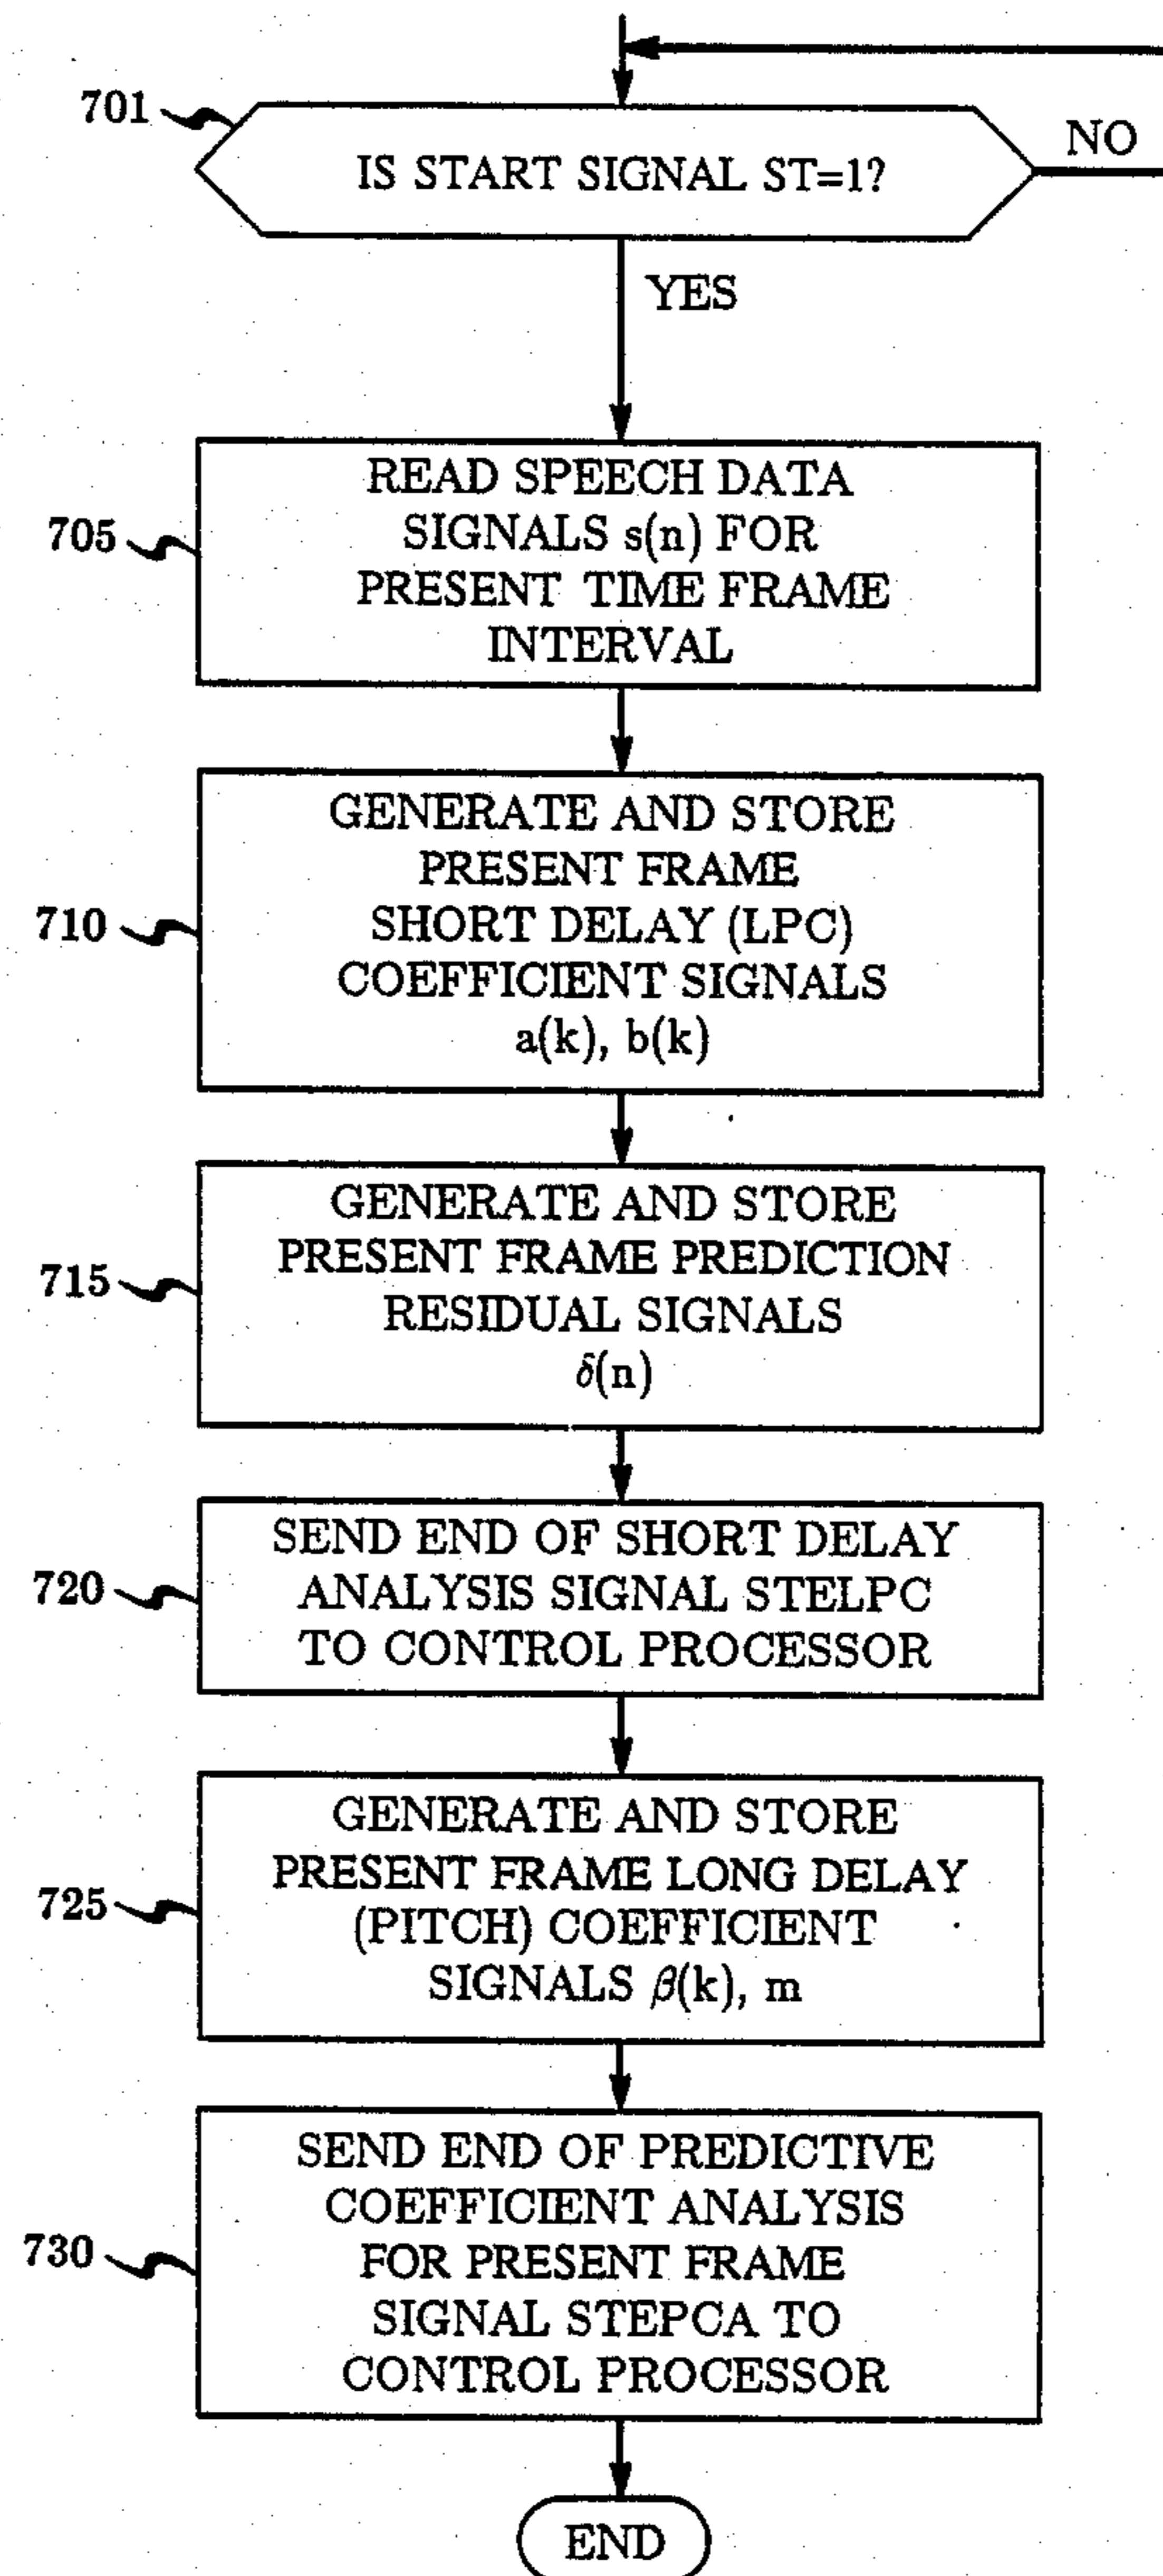 701
IS START SIGNAL ST=1?
NO
YES
705
READ SPEECH DATA
SIGNALS s(n) FOR
PRESENT TIME FRAME
INTERVAL
710
GENERATE AND STORE
PRESENT FRAME
SHORT DELAY (LPC)
COEFFICIENT SIGNALS
a(k), b(k)
715
GENERATE AND STORE
PRESENT FRAME PREDICTION
RESIDUAL SIGNALS
δ(n)
720
SEND END OF SHORT DELAY
ANALYSIS SIGNAL STELPC
TO CONTROL PROCESSOR
725
GENERATE AND STORE
PRESENT FRAME LONG DELAY
(PITCH) COEFFICIENT
SIGNALS β(k), m
730
SEND END OF PREDICTIVE
COEFFICIENT ANALYSIS
FOR PRESENT FRAME
SIGNAL STEPCA TO
CONTROL PROCESSOR
END